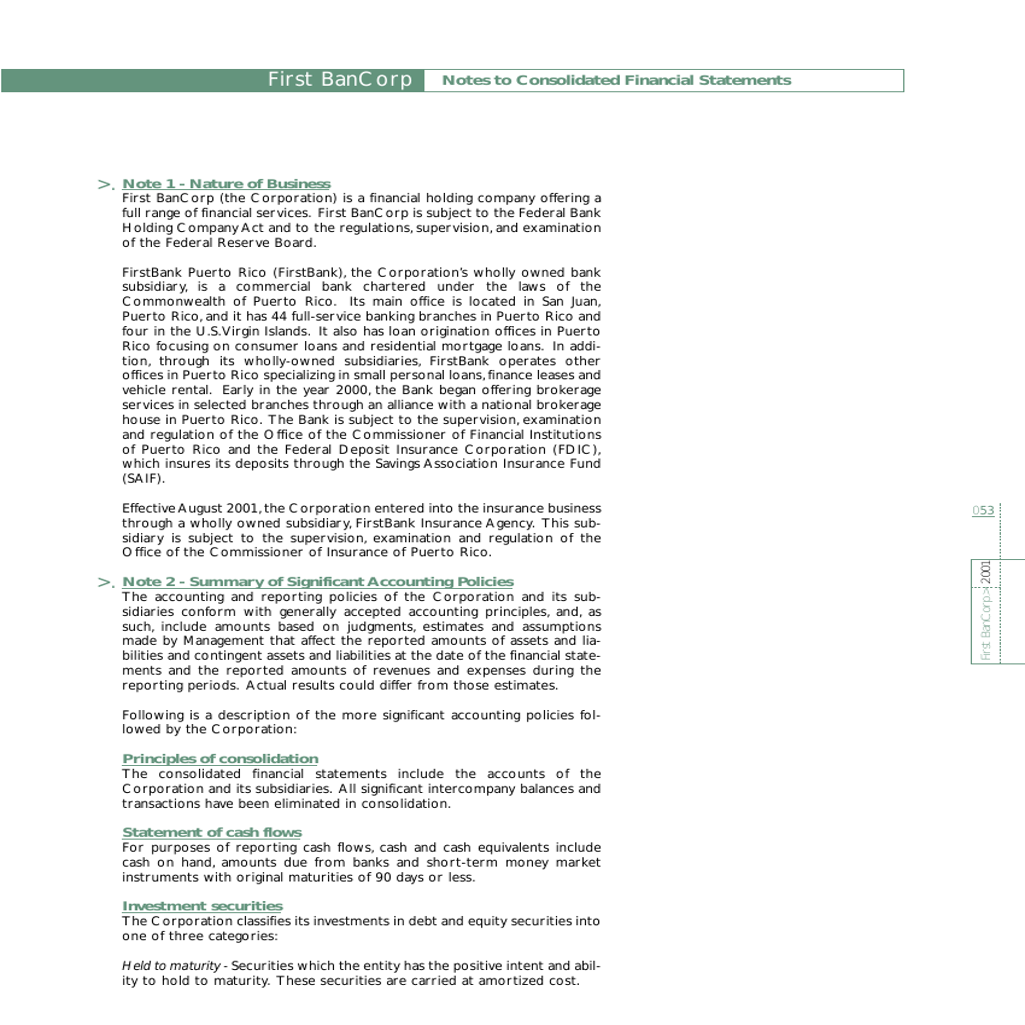 First BanCorp Notes to Consolidated Financial Statements
>. Note 1 - Nature of Business
First BanCorp (the Corporation) is a financial holding company offering a
full range of financial services. First BanCorp is subject to the Federal Bank
Holding Company Act and to the regulations, supervision, and examination
of the Federal Reserve Board.
FirstBank Puerto Rico (FirstBank), the Corporation's wholly owned bank
subsidiary, is a commercial bank chartered under the laws of the
Commonwealth of Puerto Rico. Its main office is located in San Juan,
Puerto Rico, and it has 44 full-service banking branches in Puerto Rico and
four in the U.S.Virgin Islands. It also has loan origination offices in Puerto
Rico focusing on consumer loans and residential mortgage loans. In addi-
tion, through its wholly-owned subsidiaries, FirstBank operates other
offices in Puerto Rico specializing in small personal loans, finance leases and
vehicle rental. Early in the year 2000, the Bank began offering brokerage
services in selected branches through an alliance with a national brokerage
house in Puerto Rico. The Bank is subject to the supervision, examination
and regulation of the Office of the Commissioner of Financial Institutions
of Puerto Rico and the Federal Deposit Insurance Corporation (FDIC),
which insures its deposits through the Savings Association Insurance Fund
(SAIF).
Effective August 2001, the Corporation entered into the insurance business
through a wholly owned subsidiary, FirstBank Insurance Agency. This sub-
sidiary is subject to the supervision, examination and regulation of the
Office of the Commissioner of Insurance of Puerto Rico.
>. Note 2 - Summary of Significant Accounting Policies
The accounting and reporting policies of the Corporation and its sub-
sidiaries conform with generally accepted accounting principles, and, as
such, include amounts based on judgments, estimates and assumptions
made by Management that affect the reported amounts of assets and lia-
bilities and contingent assets and liabilities at the date of the financial state-
ments and the reported amounts of revenues and expenses during the
reporting periods. Actual results could differ from those estimates.
Following is a description of the more significant accounting policies fol-
lowed by the Corporation:
Principles of consolidation
The consolidated financial statements include the accounts of the
Corporation and its subsidiaries. All significant intercompany balances and
transactions have been eliminated in consolidation.
Statement of cash flows
For purposes of reporting cash flows, cash and cash equivalents include
cash on hand, amounts due from banks and short-term money market
instruments with original maturities of 90 days or less.
Investment securities
The Corporation classifies its investments in debt and equity securities into
one of three categories:
Held to maturity - Securities which the entity has the positive intent and abil-
ity to hold to maturity. These securities are carried at amortized cost.
053
First BanCorp > 2001